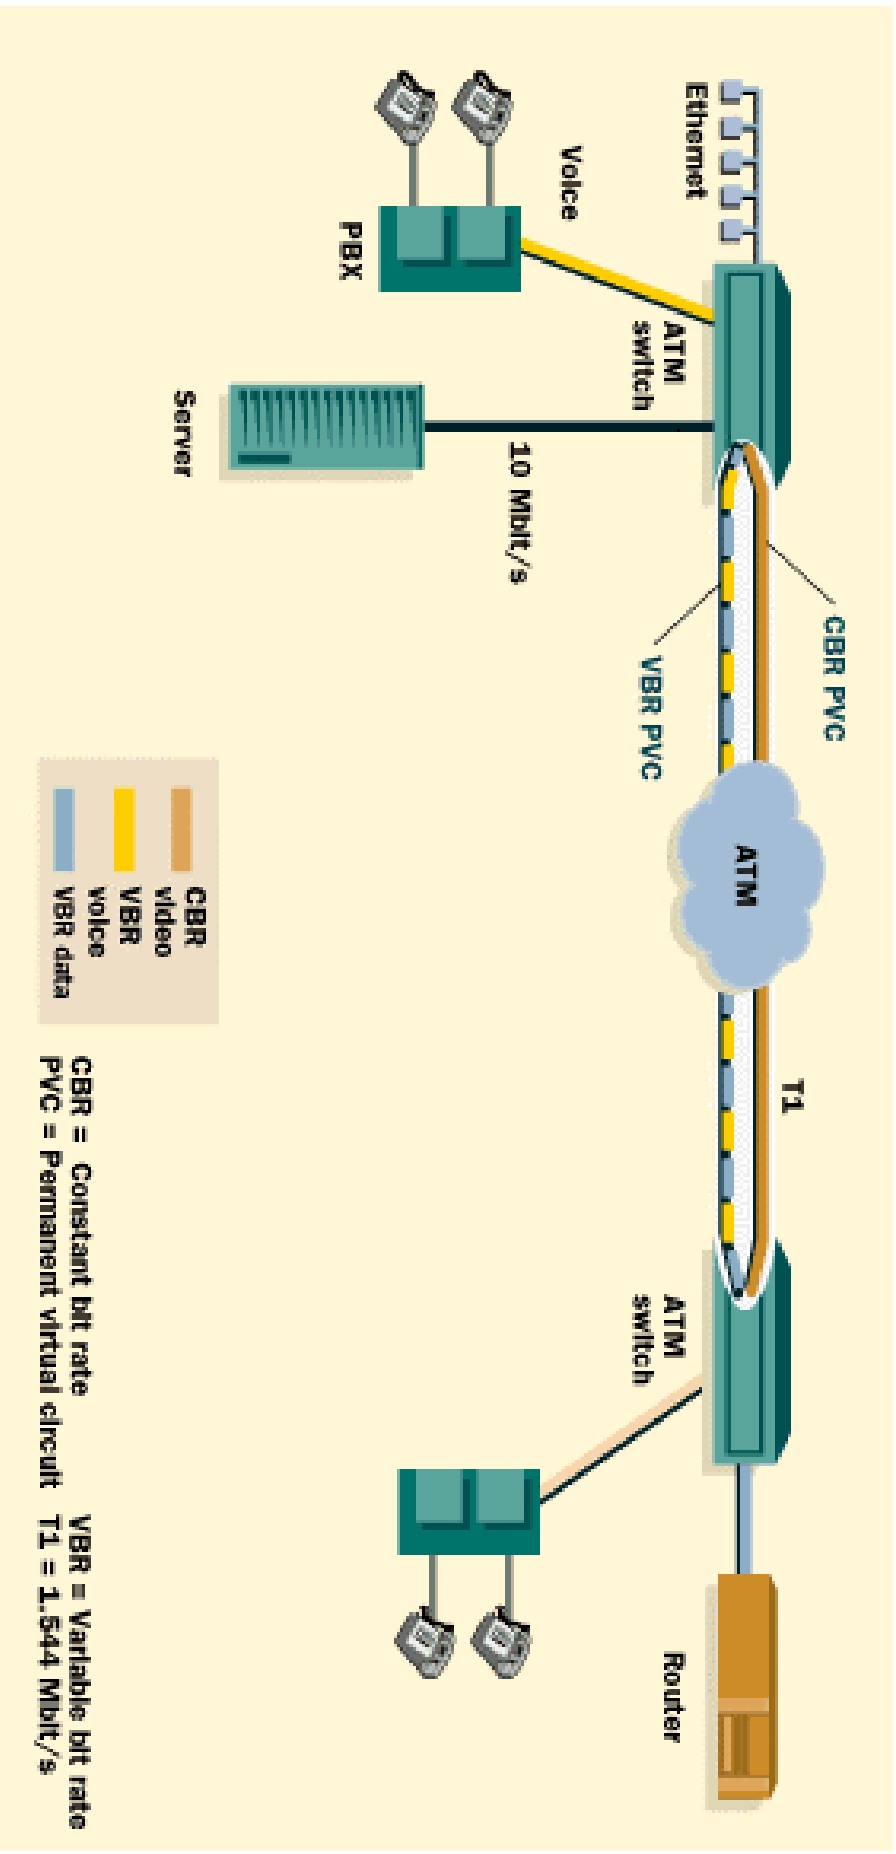 Ethernet
CBR PVC
T1
Voice
ATM
switch
VBR PVC
ATM
ATM
switch
Router
PBX
10 Mbit/s
Server
CBR
video
VBR
voice
VBR data
CBR = Constant bit rate
VBR = Variable bit rate
PVC = Permanent virtual circuit
T1 = 1.544 Mbit/s